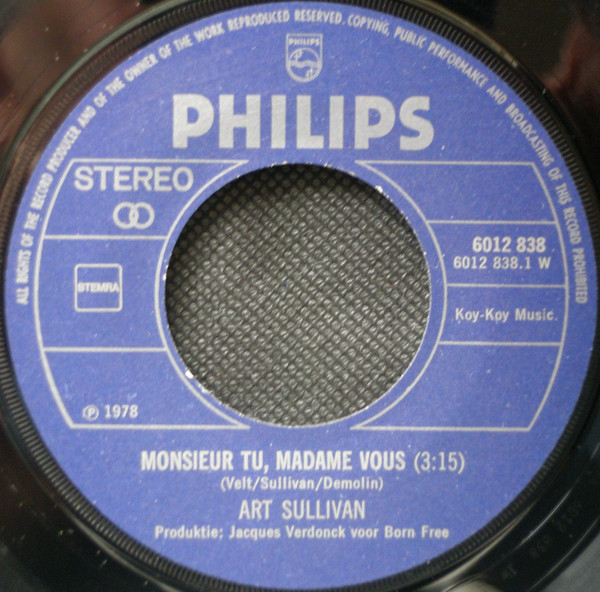 ALL RIGHTS OF THE RECORD PRODUCER AND OF THE OWNER OF THE WORK REPRODUCED RESERVED. COPYING, PUBLIC PERFORMANCE AND BROADCASTING OF THIS RECORD PROHIBITED
PHILIPS
PHILIPS
STEREO
6012 838
6012 838.1 W
STEMRA
Koy-Koy Music.
℗ 1978
MONSIEUR TU, MADAME VOUS (3:15)
(Velt/Sullivan/Demolin)
ART SULLIVAN
Produktie: Jacques Verdonck voor Born Free